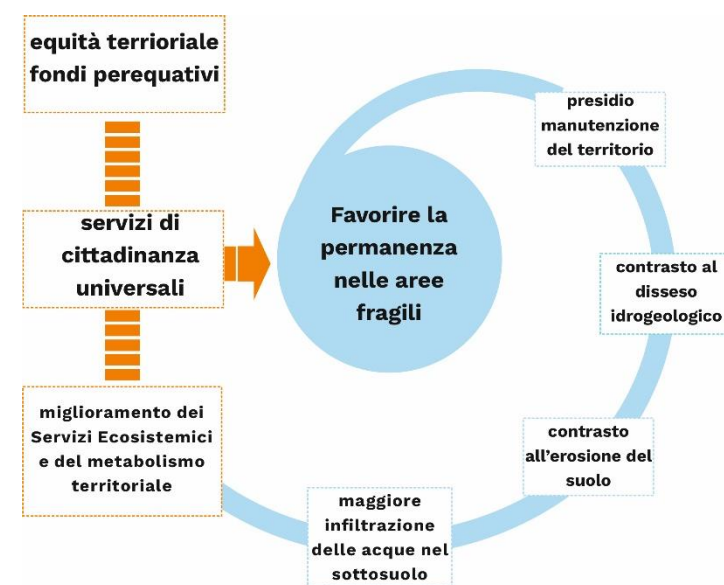 equità terrioriale
fondi perequativi
servizi di
cittadinanza
universali
miglioramento dei
Servizi Ecosistemici
e del metabolismo
territoriale
Favorire la
permanenza
nelle aree
fragili
presidio
manutenzione
del territorio
contrasto al
disseso
idrogeologico
contrasto
all'erosione del
suolo
maggiore
infiltrazione
delle acque nel
sottosuolo